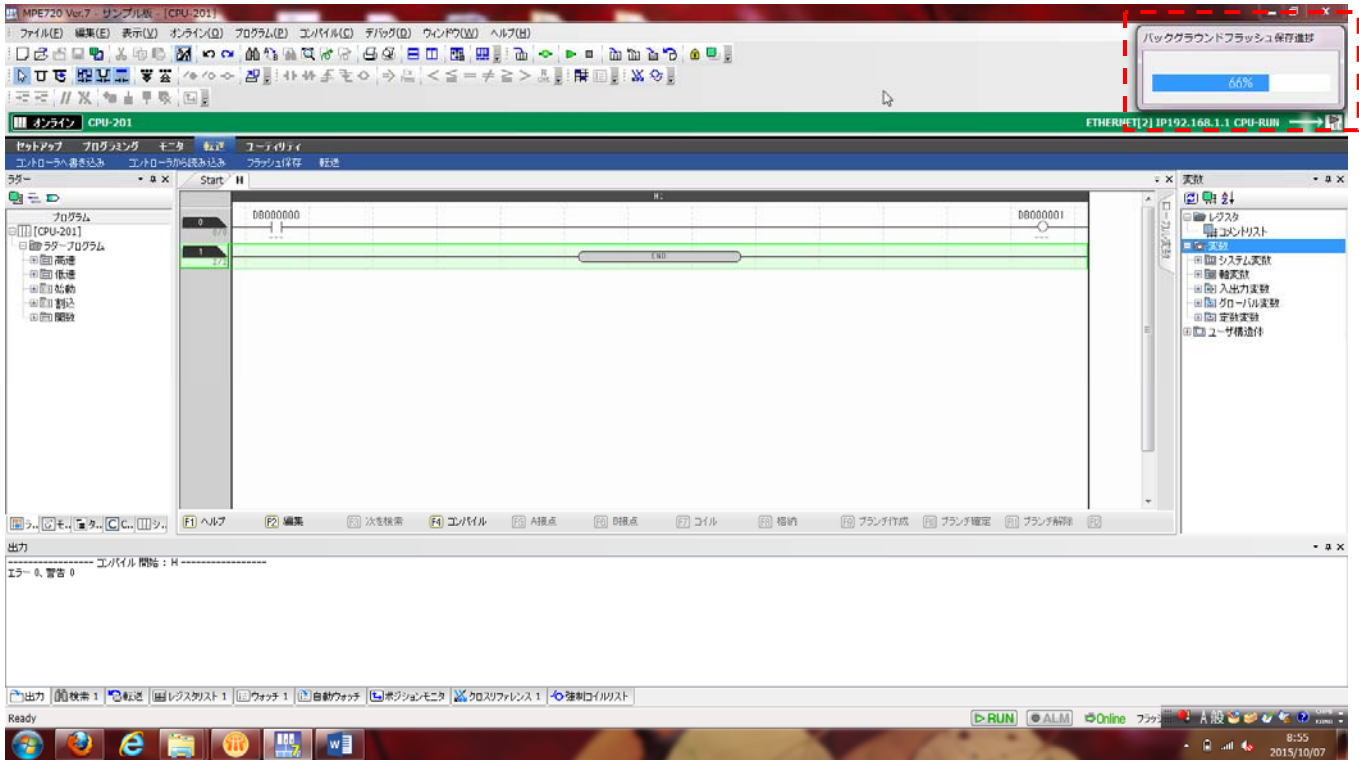 MPE720 Ver.7 - サンプル版 - [CPU-201]
ファイル(F) 編集(E) 表示(V) オンライン(O) プログラム(P) コンパイル(C) デバッグ(D) ウィンドウ(W) ヘルプ(H)
バックグラウンドフラッシュ保存進捗
66%
オンライン CPU-201
ETHERNET[2] IP192.168.1.1 CPU-RUN
セットアップ プログラミング モニタ 転送 ユーティリティ
コントローラへ書き込み コントローラから読み込み フラッシュ保存 転送
ラダー
Start H
変数
プログラム
[CPU-201]
ラダープログラム
高速
低速
始動
割込
関数
H:
0
0/0
DB000000
DB000001
1
END
レジスタ
コメントリスト
変数
システム変数
軸変数
入出力変数
グローバル変数
定数変数
ユーザ構造体
ローカル変数
ラ.. モ.. タ.. C.. シ..
F1 ヘルプ F2 編集 F3 次を検索 F4 コンパイル F5 A接点 F6 B接点 F7 コイル F8 格納 ブランチ作成 ブランチ確定 ブランチ解除
出力
----------------- コンパイル 開始 : H -----------------
エラー 0, 警告 0
出力 検索 1 転送 レジスタリスト 1 ウォッチ 1 自動ウォッチ ポジションモニタ クロスリファレンス 1 強制コイルリスト
Ready
RUN ALM Online
A 般
8:55
2015/10/07